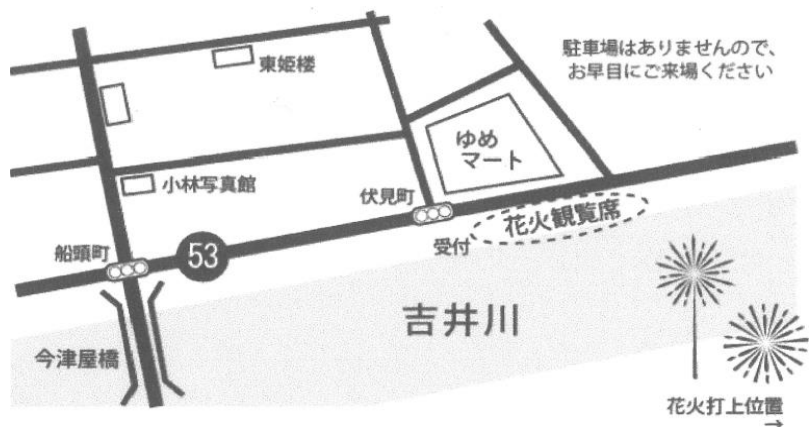 東姫楼
駐車場はありませんので、
お早目にご来場ください
ゆめ
マート
小林写真館
伏見町
花火観覧席
船頭町
53
受付
吉井川
今津屋橋
花火打上位置
→